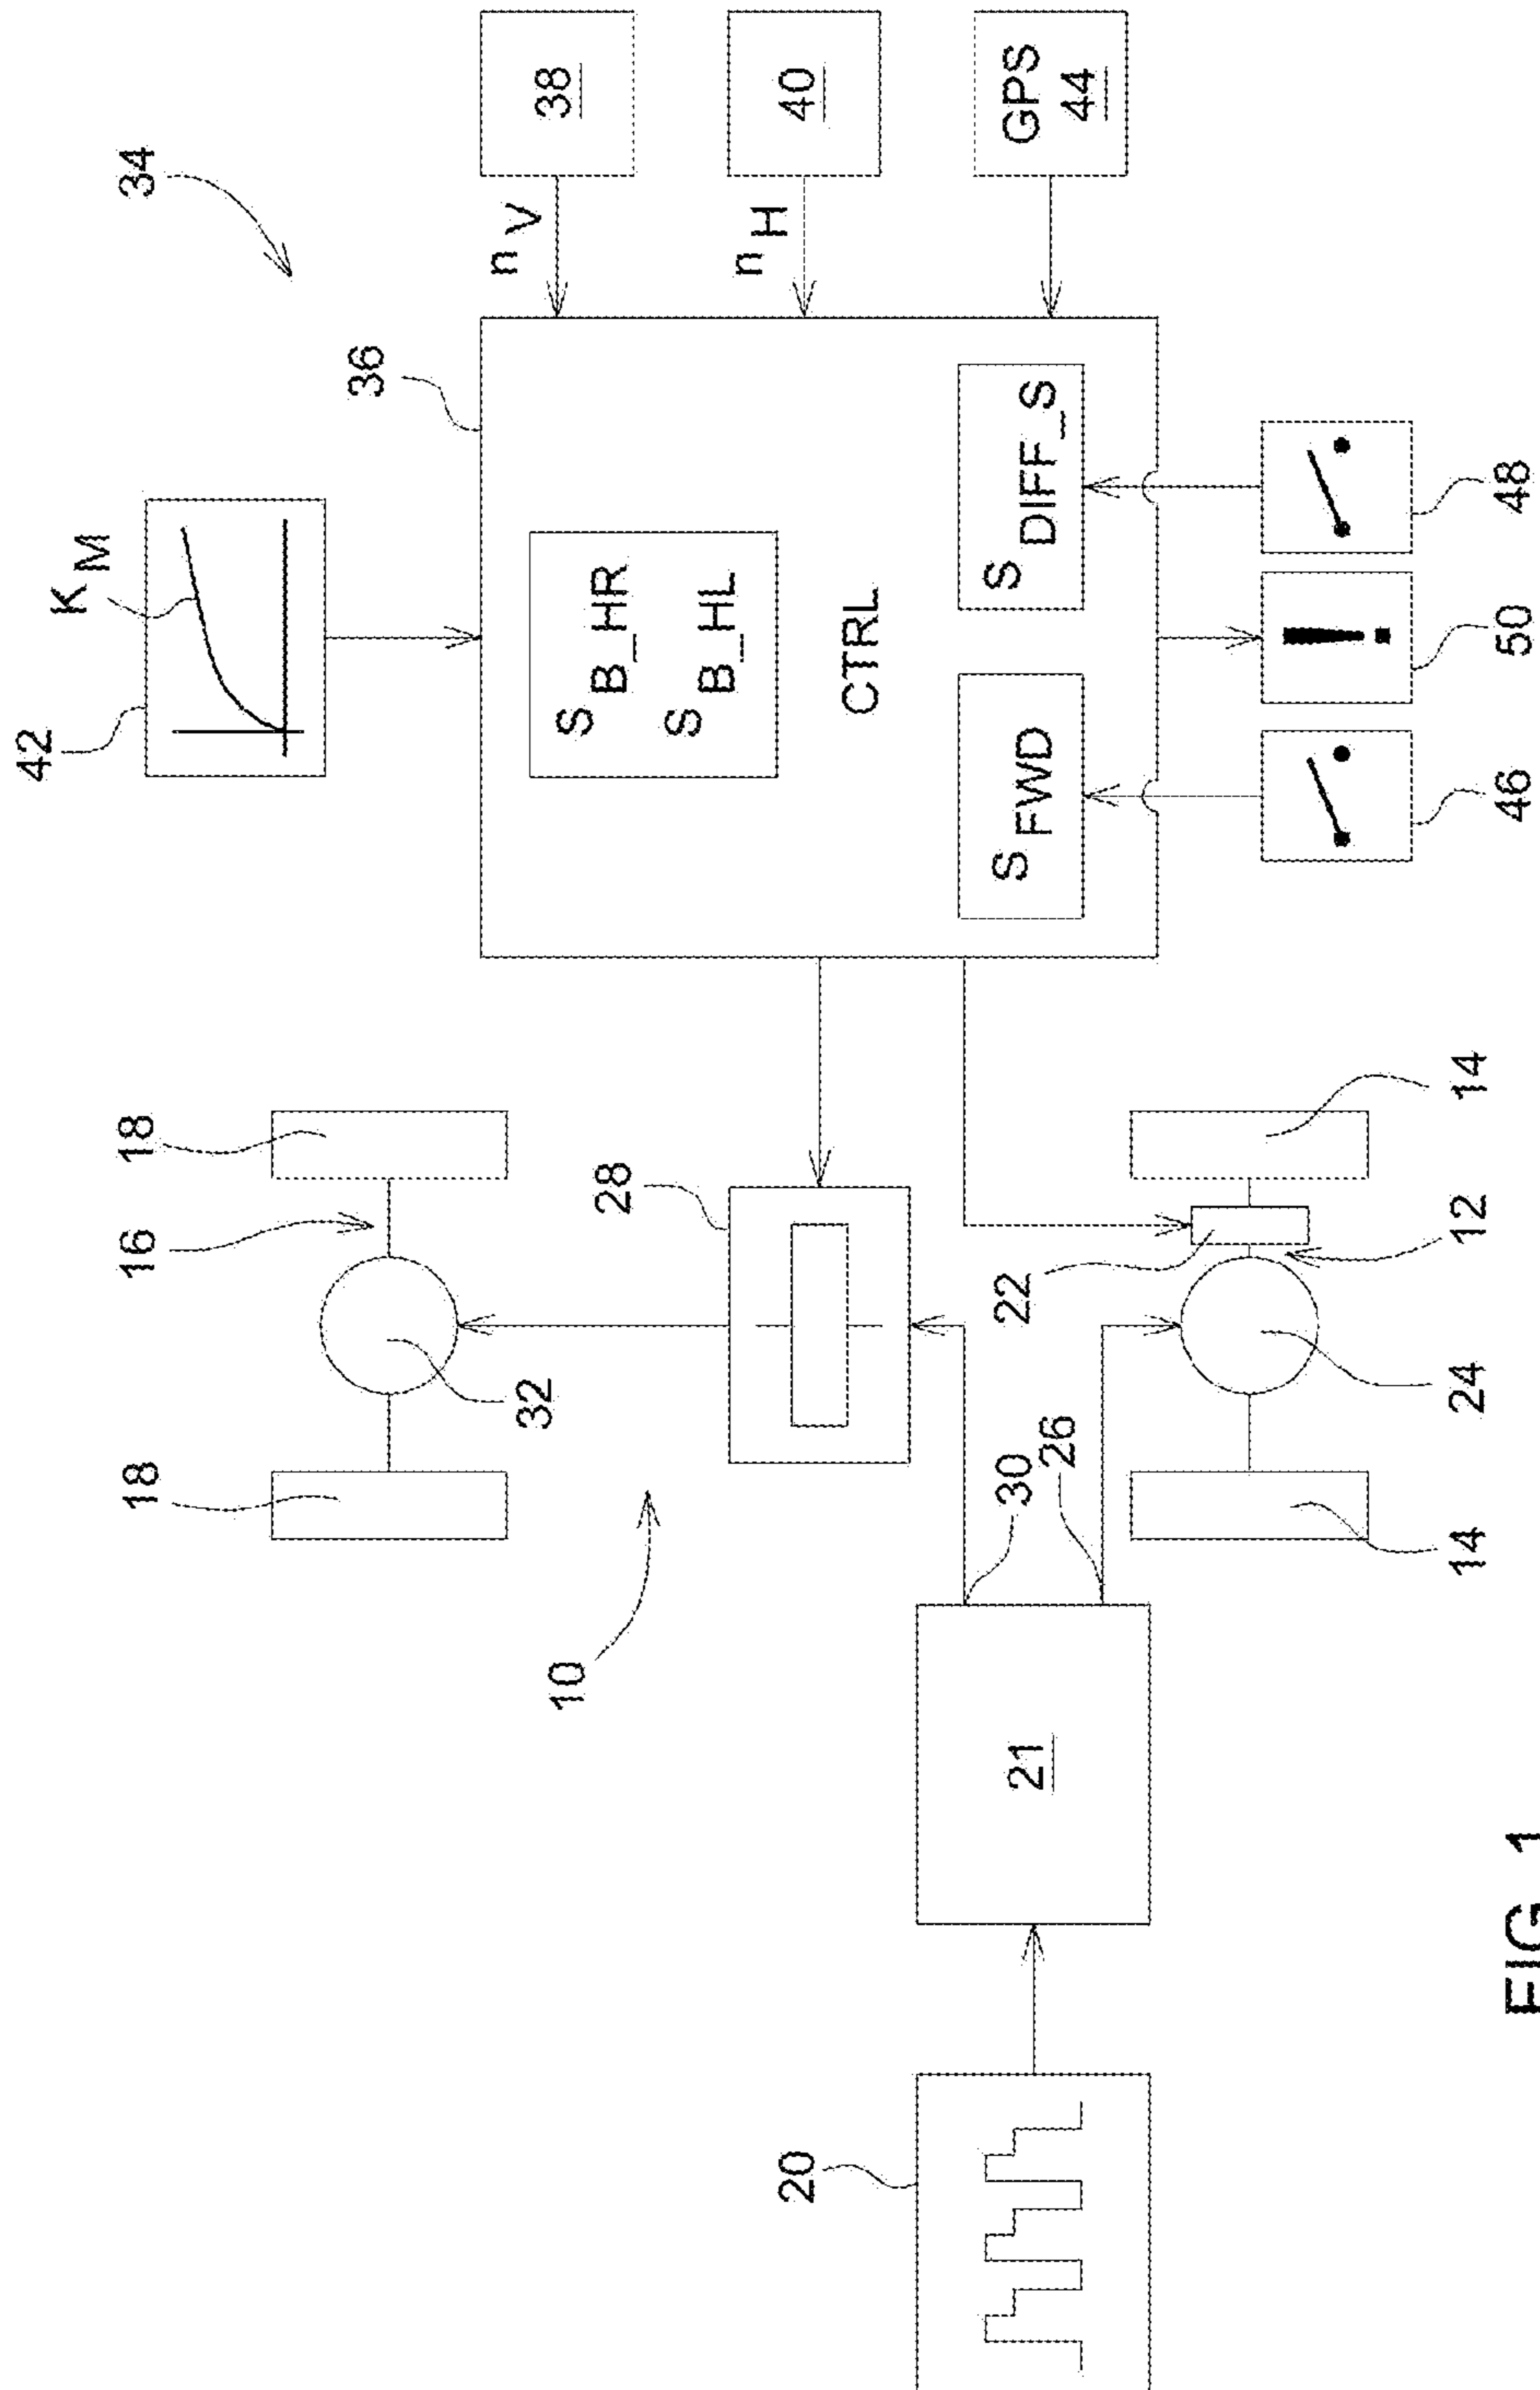 34
42
K M
36
38
n V
40
n H
GPS
44
S B_HR
S B_HL
CTRL
S FWD
S DIFF_S
46
50
48
18
16
18
32
28
10
30
26
22
14
12
24
14
21
20
FIG. 1